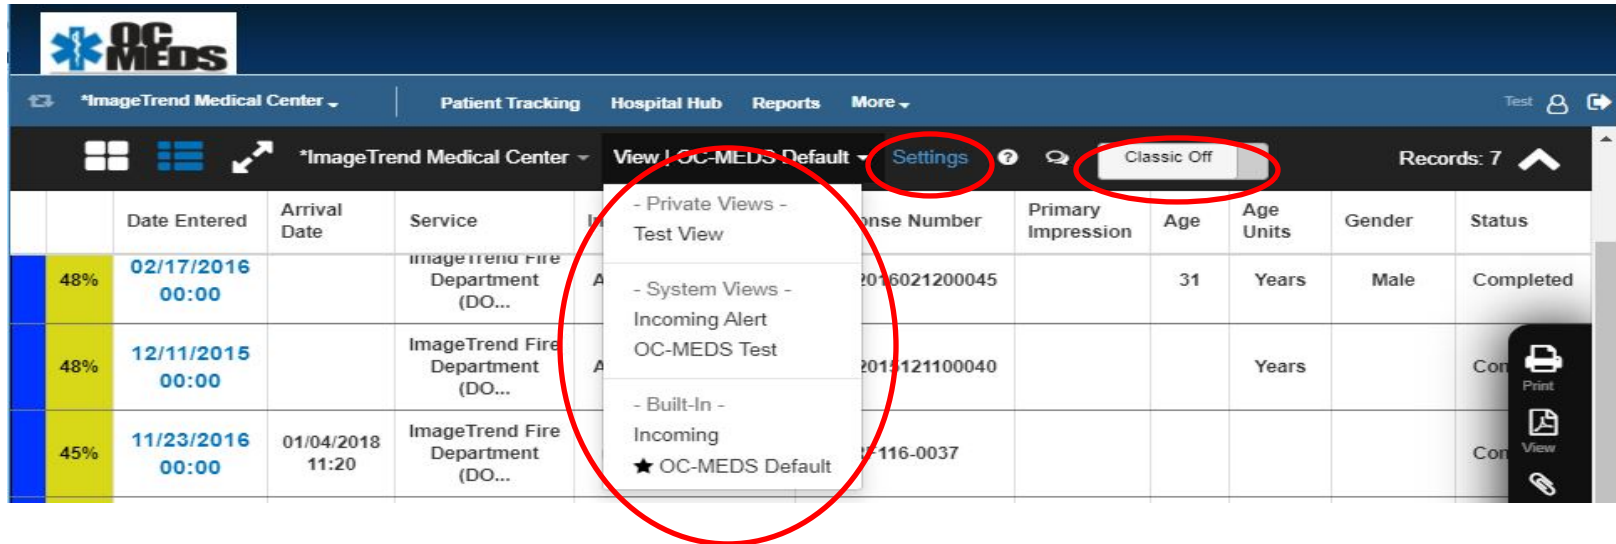 OC
MEDS
*ImageTrend Medical Center
Patient Tracking
Hospital Hub
Reports
More
Test
*ImageTrend Medical Center
View | OC-MEDS Default
Settings
?
Classic Off
Records: 7
Date Entered
Arrival
Date
Service
onse Number
Primary
Impression
Age
Age
Units
Gender
Status
- Private Views -
Test View
- System Views -
Incoming Alert
OC-MEDS Test
- Built-In -
Incoming
★ OC-MEDS Default
48%
02/17/2016
00:00
ImageTrend Fire
Department
(DO...
A
2016021200045
31
Years
Male
Completed
48%
12/11/2015
00:00
ImageTrend Fire
Department
(DO...
A
2015121100040
Years
Con
45%
11/23/2016
00:00
01/04/2018
11:20
ImageTrend Fire
Department
(DO...
116-0037
Con
Print
View